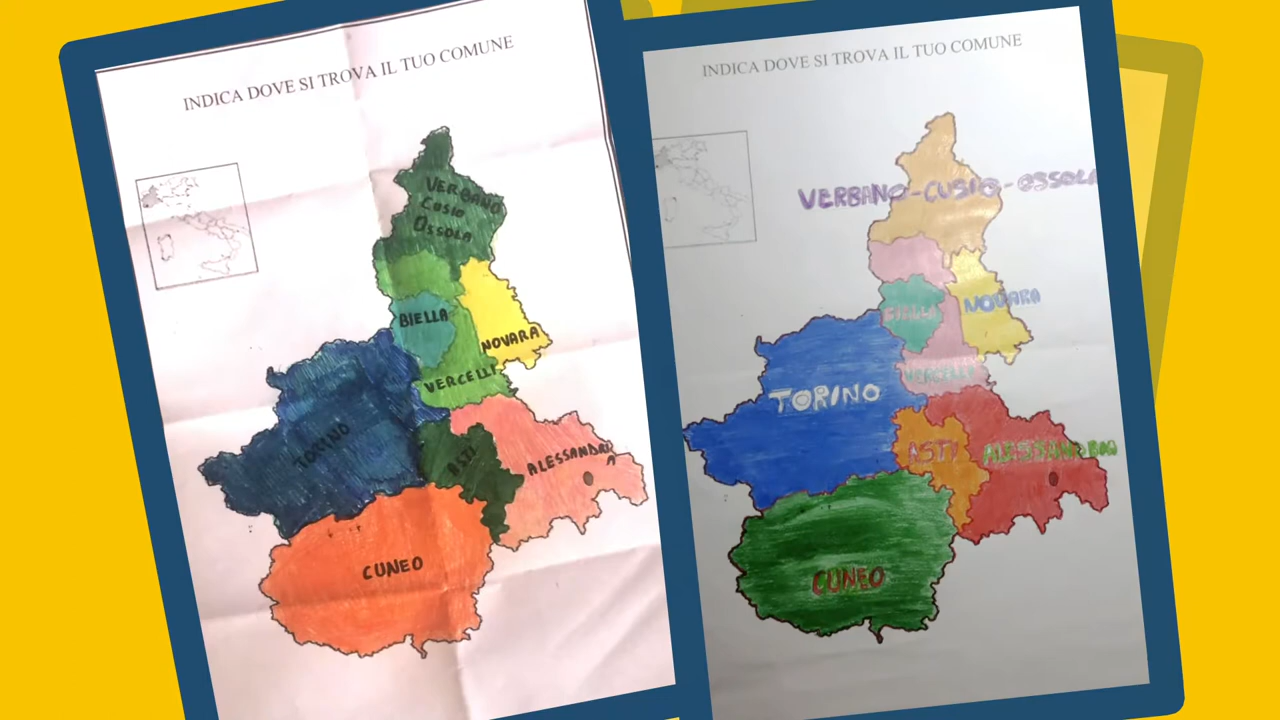 INDICA DOVE SI TROVA IL TUO COMUNE
VERBANO
CUSIO
OSSOLA
BIELLA
NOVARA
VERCELLI
TORINO
ASTI
ALESSANDRIA
CUNEO
INDICA DOVE SI TROVA IL TUO COMUNE
VERBANO-CUSIO-OSSOLA
NOVARA
BIELLA
VERCELLI
TORINO
ASTI
CUNEO